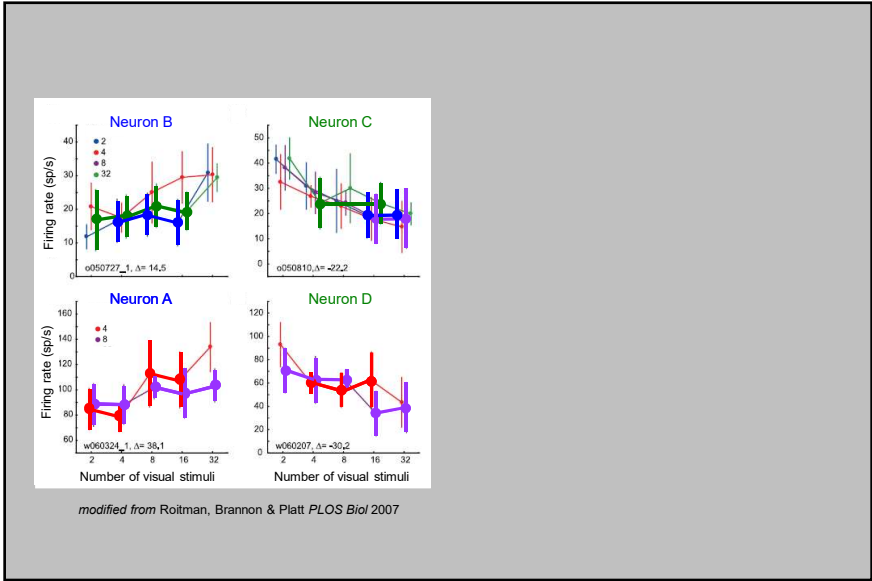 Neuron B
Neuron C
40
30
20
10
0
Firing rate (sp/s)
2
4
8
32
o050727_1, Δ= 14.5
50
40
30
20
10
0
o050810,Δ= -22.2
Neuron A
Neuron D
160
140
120
100
80
60
Firing rate (sp/s)
4
8
w060324_1, Δ= 38.1
2 4 8 16 32
Number of visual stimuli
120
100
80
60
40
20
0
w060207, Δ= -30.2
2 4 8 16 32
Number of visual stimuli
modified from Roitman, Brannon & Platt PLOS Biol 2007